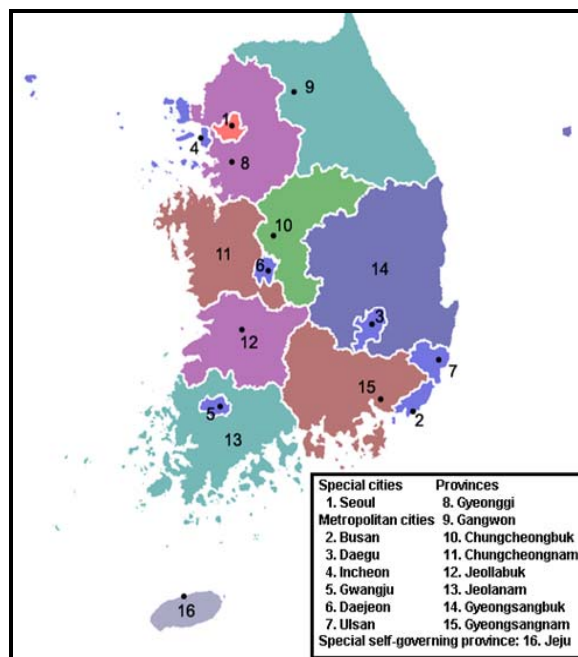 9
1
4
8
10
11
6
14
3
12
7
15
5
2
13
16
Special cities Provinces
1. Seoul 8. Gyeonggi
Metropolitan cities 9. Gangwon
2. Busan 10. Chungcheongbuk
3. Daegu 11. Chungcheongnam
4. Incheon 12. Jeollabuk
5. Gwangju 13. Jeolanam
6. Daejeon 14. Gyeongsangbuk
7. Ulsan 15. Gyeongsangnam
Special self-governing province: 16. Jeju